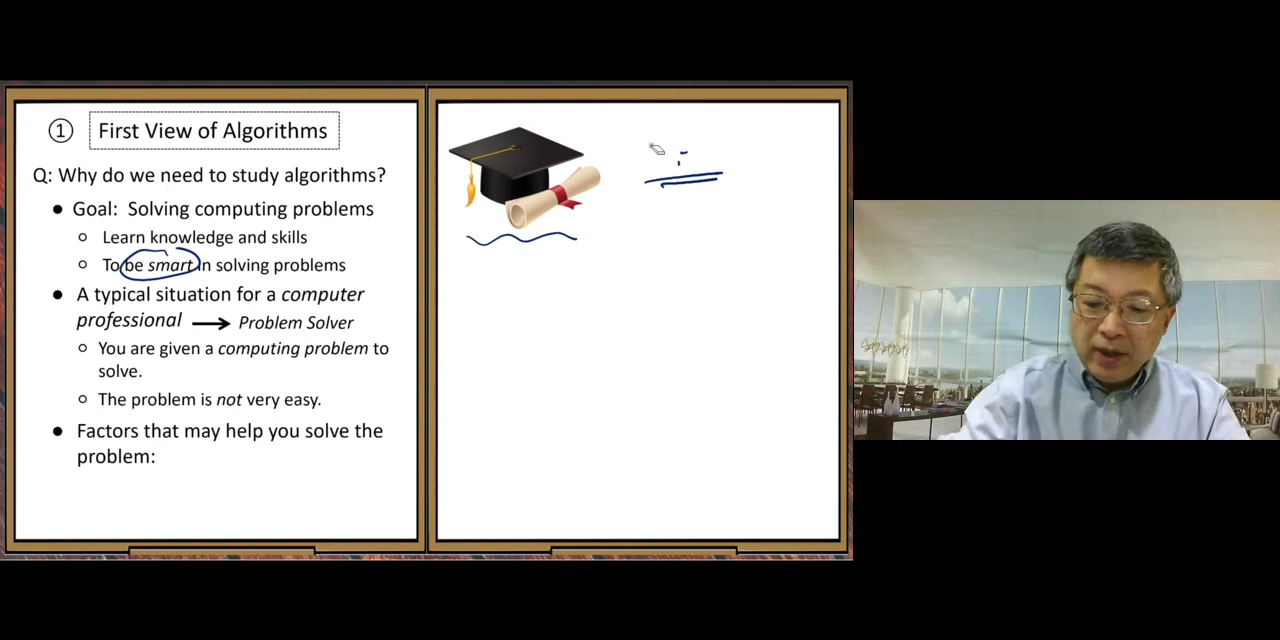 ① First View of Algorithms
Q: Why do we need to study algorithms?
● Goal: Solving computing problems
○ Learn knowledge and skills
○ To be smart in solving problems
● A typical situation for a computer
professional → Problem Solver
○ You are given a computing problem to
solve.
○ The problem is not very easy.
● Factors that may help you solve the
problem: